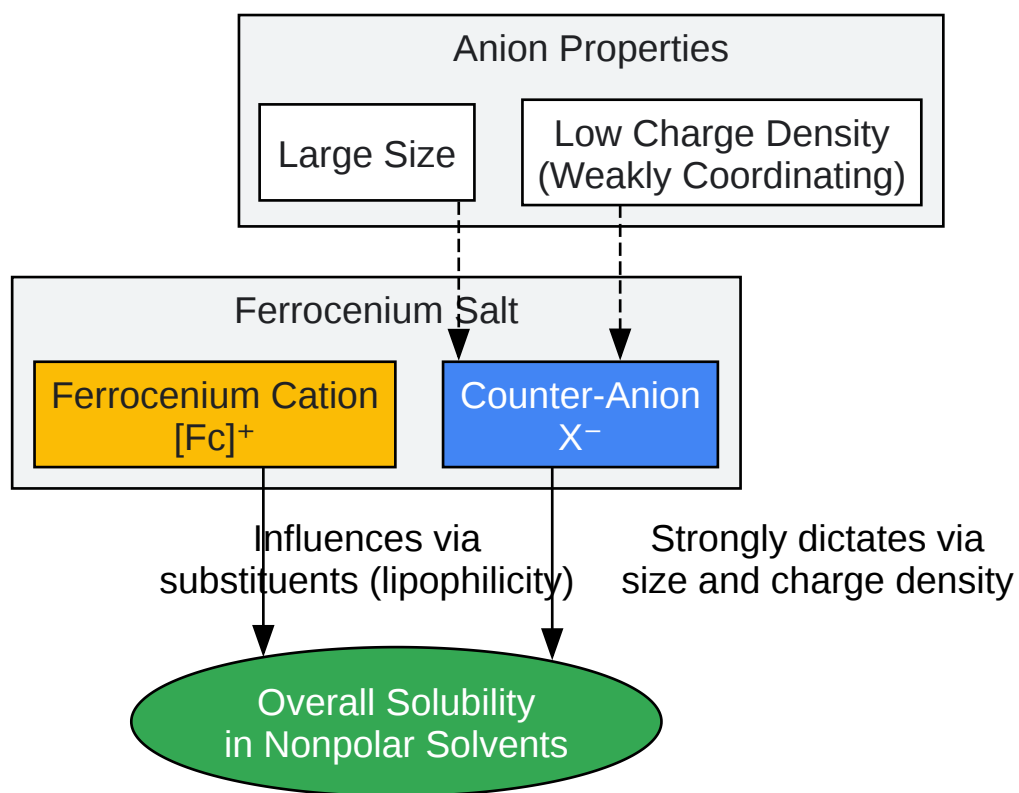 Anion Properties
Large Size
Low Charge Density
(Weakly Coordinating)
Ferrocenium Salt
Ferrocenium Cation
[Fc]⁺
Counter-Anion
X⁻
Influences via
substituents (lipophilicity)
Strongly dictates via
size and charge density
Overall Solubility
in Nonpolar Solvents